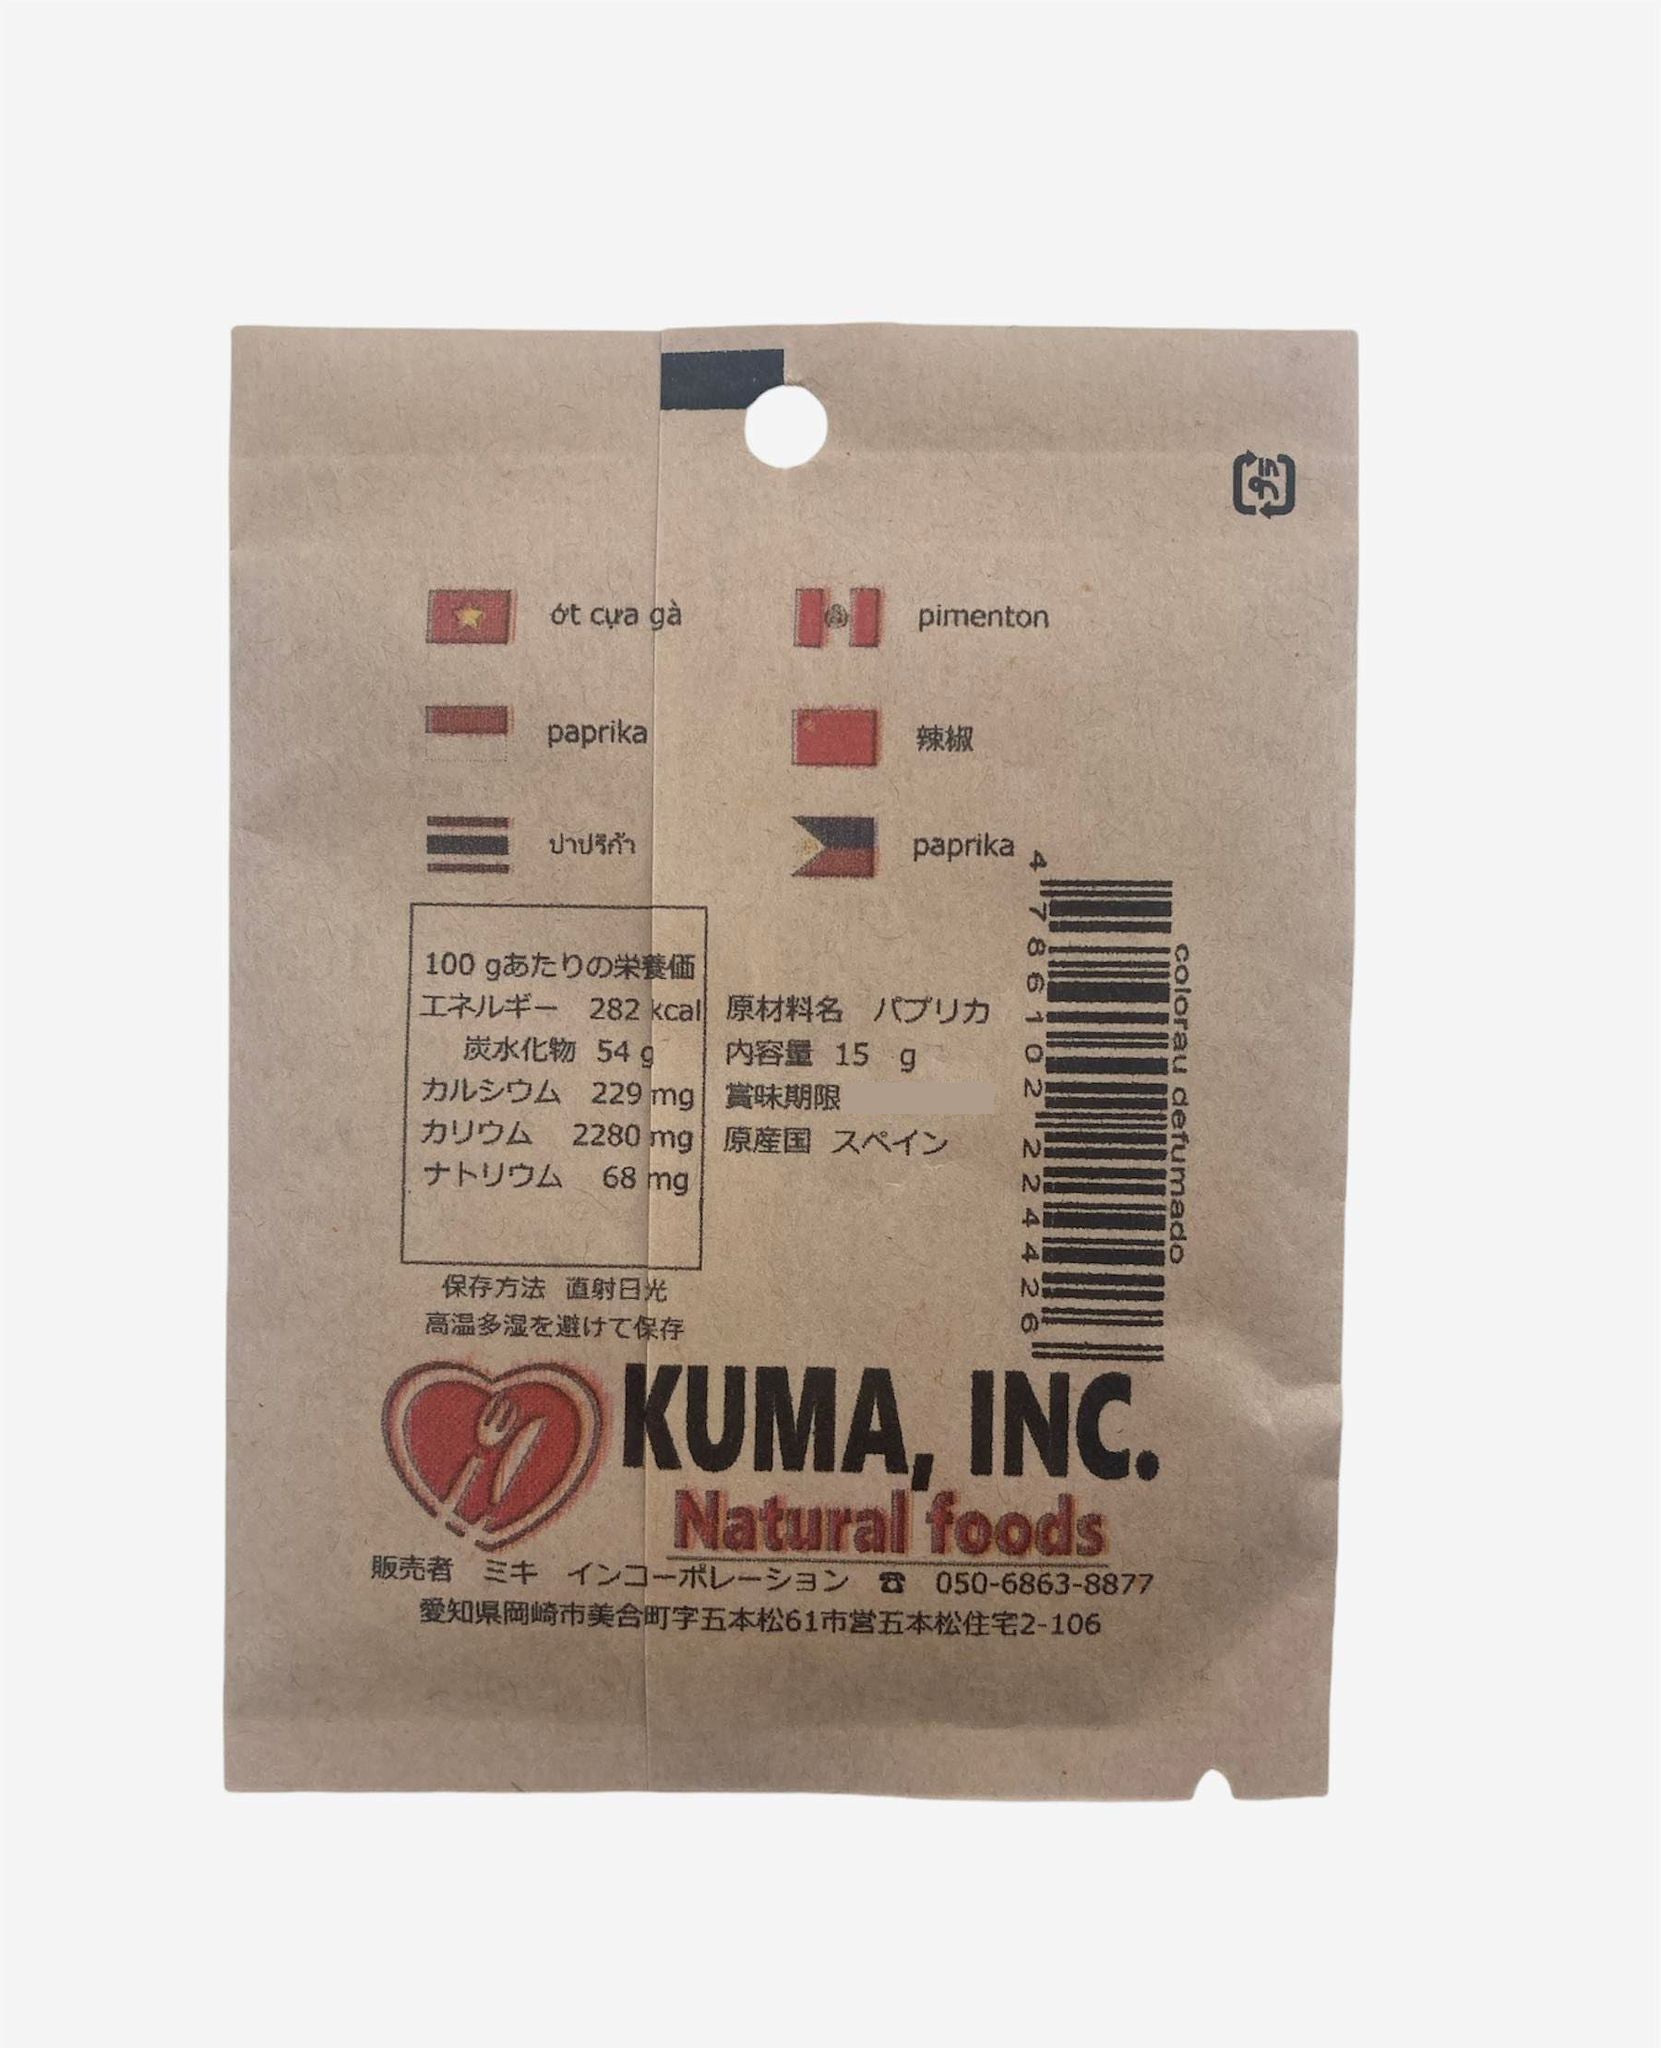 プラ
ớt cựa gà
pimenton
paprika
辣椒
ปาปริก้า
paprika
100 gあたりの栄養価
エネルギー 282 kcal
炭水化物 54 g
カルシウム 229 mg
カリウム 2280 mg
ナトリウム 68 mg
原材料名 パプリカ
内容量 15 g
賞味期限
原産国 スペイン
4786102224426
colorau defumado
保存方法 直射日光
高温多湿を避けて保存
KUMA, INC.
Natural foods
販売者 ミキ インコーポレーション ☎ 050-6863-8877
愛知県岡崎市美合町字五本松61市営五本松住宅2-106